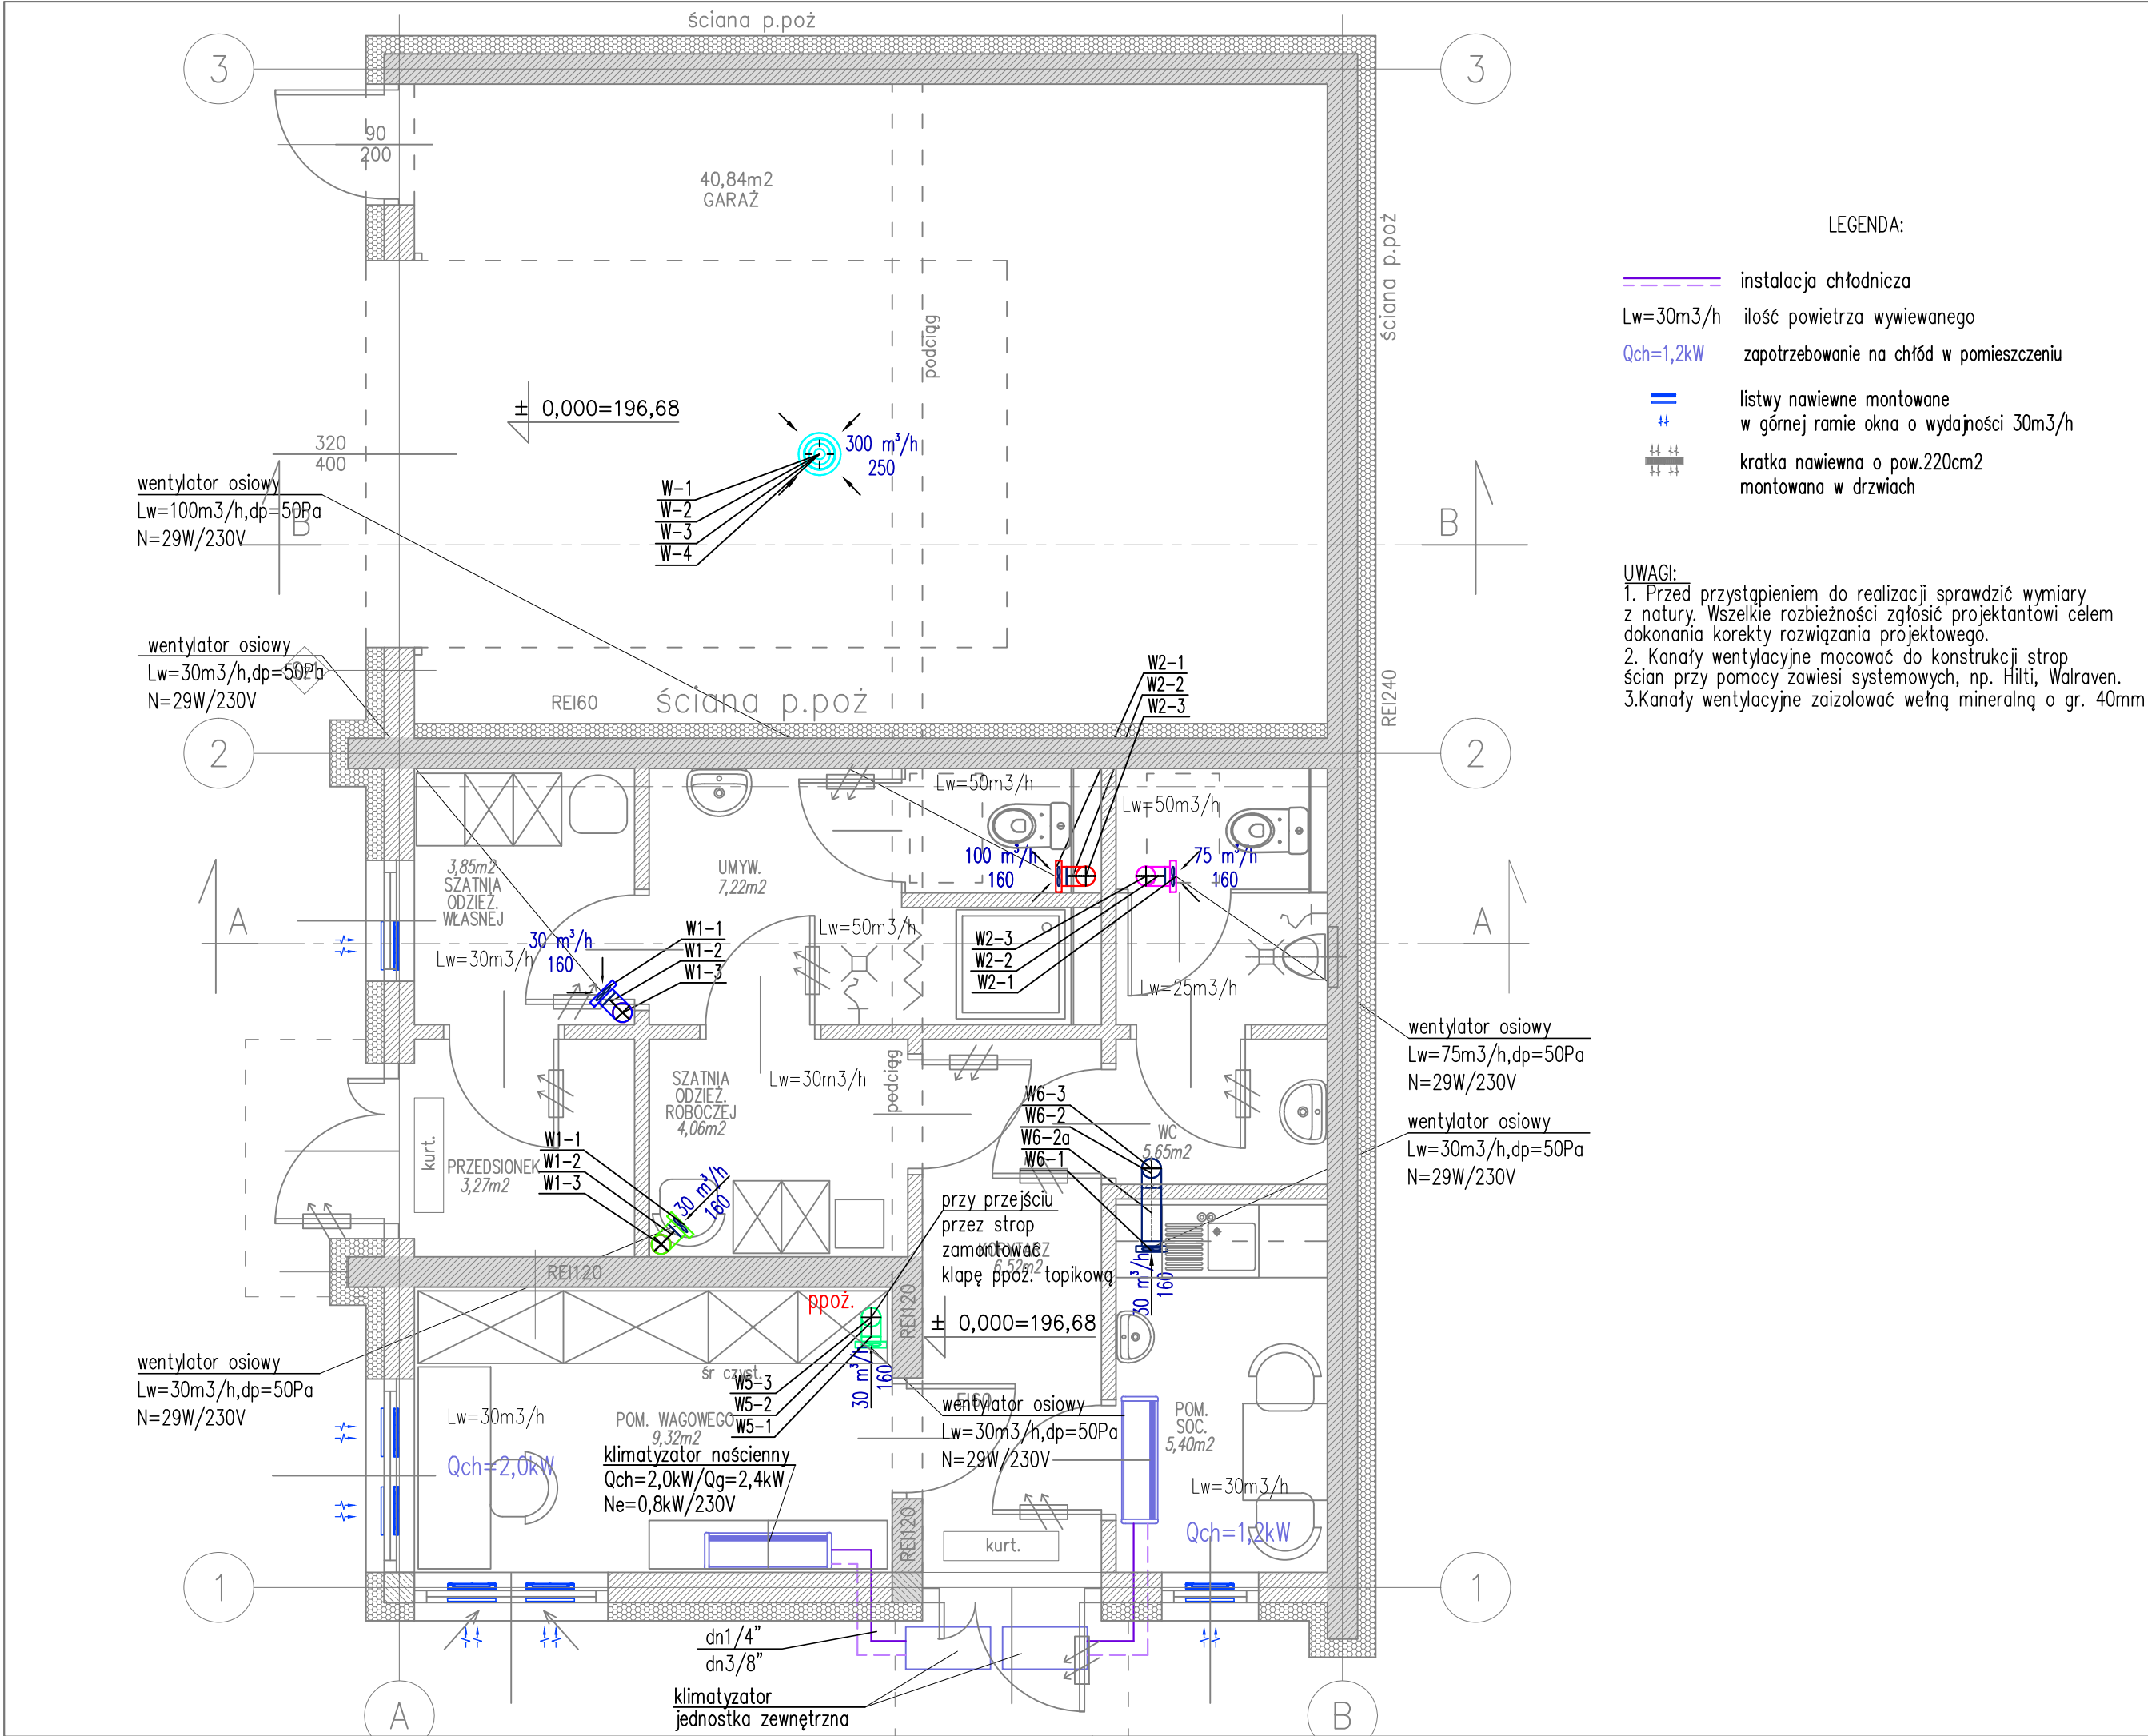 ściana p.poż
3
3
90
200
40,84m2
GARAŻ
ściana p.poż
podciąg
± 0,000=196,68
320
400
300 m³/h
250
W-1
W-2
W-3
W-4
wentylator osiowy
Lw=100m3/h,dp=50Pa
N=29W/230V
B
B
wentylator osiowy
Lw=30m3/h,dp=50Pa
N=29W/230V
REI60
ściana p.poż
REI240
W2-1
W2-2
W2-3
2
2
LEGENDA:
instalacja chłodnicza
Lw=30m3/h ilość powietrza wywiewanego
Qch=1,2kW zapotrzebowanie na chłód w pomieszczeniu
listwy nawiewne montowane
w górnej ramie okna o wydajności 30m3/h
kratka nawiewna o pow.220cm2
montowana w drzwiach
UWAGI:
1. Przed przystąpieniem do realizacji sprawdzić wymiary
z natury. Wszelkie rozbieżności zgłosić projektantowi celem
dokonania korekty rozwiązania projektowego.
2. Kanały wentylacyjne mocować do konstrukcji strop
ścian przy pomocy zawiesi systemowych, np. Hilti, Walraven.
3.Kanały wentylacyjne zaizolować wełną mineralną o gr. 40mm
Lw=50m3/h
Lw=50m3/h
3,85m2
SZATNIA
ODZIEŻ.
WŁASNEJ
UMYW.
7,22m2
100 m³/h
160
75 m³/h
160
A
A
Lw=30m3/h
30 m³/h
160
W1-1
W1-2
W1-3
Lw=50m3/h
W2-3
W2-2
W2-1
Lw=25m3/h
wentylator osiowy
Lw=75m3/h,dp=50Pa
N=29W/230V
wentylator osiowy
Lw=30m3/h,dp=50Pa
N=29W/230V
podciąg
SZATNIA
ODZIEŻ.
ROBOCZEJ
4,06m2
Lw=30m3/h
kurt.
PRZEDSIONEK
3,27m2
W1-1
W1-2
W1-3
30 m³/h
160
W6-3
W6-2
W6-2a
W6-1
WC
5,65m2
przy przejściu
przez strop
zamontować
klapę ppoż. topikową
KORYTARZ
6,52m2
30 m³/h
160
REI120
ppoż.
REI120
± 0,000=196,68
wentylator osiowy
Lw=30m3/h,dp=50Pa
N=29W/230V
śr czyst.
30 m³/h
160
W5-3
W5-2
W5-1
EI60
wentylator osiowy
Lw=30m3/h,dp=50Pa
N=29W/230V
POM.
SOC.
5,40m2
Lw=30m3/h
Qch=2,0kW
POM. WAGOWEGO
9,32m2
klimatyzator naścienny
Qch=2,0kW/Qg=2,4kW
Ne=0,8kW/230V
Lw=30m3/h
Qch=1,2kW
REI120
kurt.
1
1
dn1/4"
dn3/8"
klimatyzator
jednostka zewnętrzna
A
B